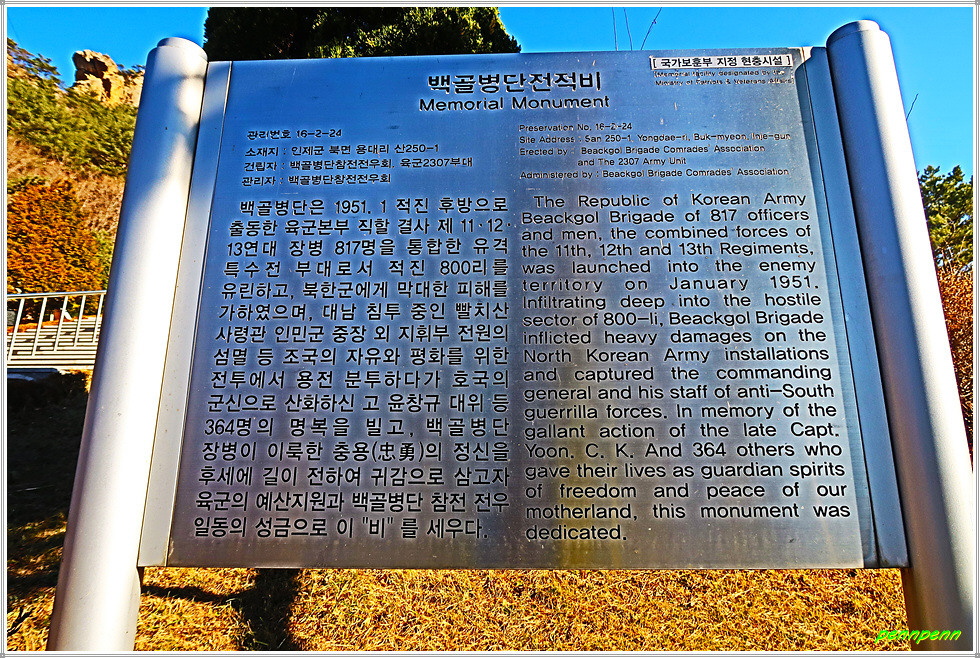 [ 국가보훈부 지정 현충시설 ]
(Memorial facility designated by the
Ministry of Patriots & Veterans Affairs)
백골병단전적비
Memorial Monument
관리번호 16-2-24
소재지 : 인제군 북면 용대리 산250-1
건립자 : 백골병단참전전우회, 육군2307부대
관리자 : 백골병단참전전우회
백골병단은 1951. 1 적진 후방으로
출동한 육군본부 직할 결사 제 11·12·
13연대 장병 817명을 통합한 유격
특수전 부대로서 적진 800리를
유린하고, 북한군에게 막대한 피해를
가하였으며, 대남 침투 중인 빨치산
사령관 인민군 중장 외 지휘부 전원의
섬멸 등 조국의 자유와 평화를 위한
전투에서 용전 분투하다가 호국의
군신으로 산화하신 고 윤창규 대위 등
364명의 명복을 빌고, 백골병단
장병이 이룩한 충용(忠勇)의 정신을
후세에 길이 전하여 귀감으로 삼고자
육군의 예산지원과 백골병단 참전 전우
일동의 성금으로 이 "비" 를 세우다.
Preservation No. 16-2-24
Site Address : San 250-1, Yongdae-ri, Buk-myeon, Inje-gun
Erected by : Beackgol Brigade Comrades' Association
and The 2307 Army Unit
Administered by : Beackgol Brigade Comrades' Association
The Republic of Korean Army
Beackgol Brigade of 817 officers
and men, the combined forces of
the 11th, 12th and 13th Regiments,
was launched into the enemy
territory on January 1951.
Infiltrating deep into the hostile
sector of 800-li, Beackgol Brigade
inflicted heavy damages on the
North Korean Army installations
and captured the commanding
general and his staff of anti-South
guerrilla forces. In memory of the
gallant action of the late Capt.
Yoon, C. K. And 364 others who
gave their lives as guardian spirits
of freedom and peace of our
motherland, this monument was
dedicated.
pennpenn